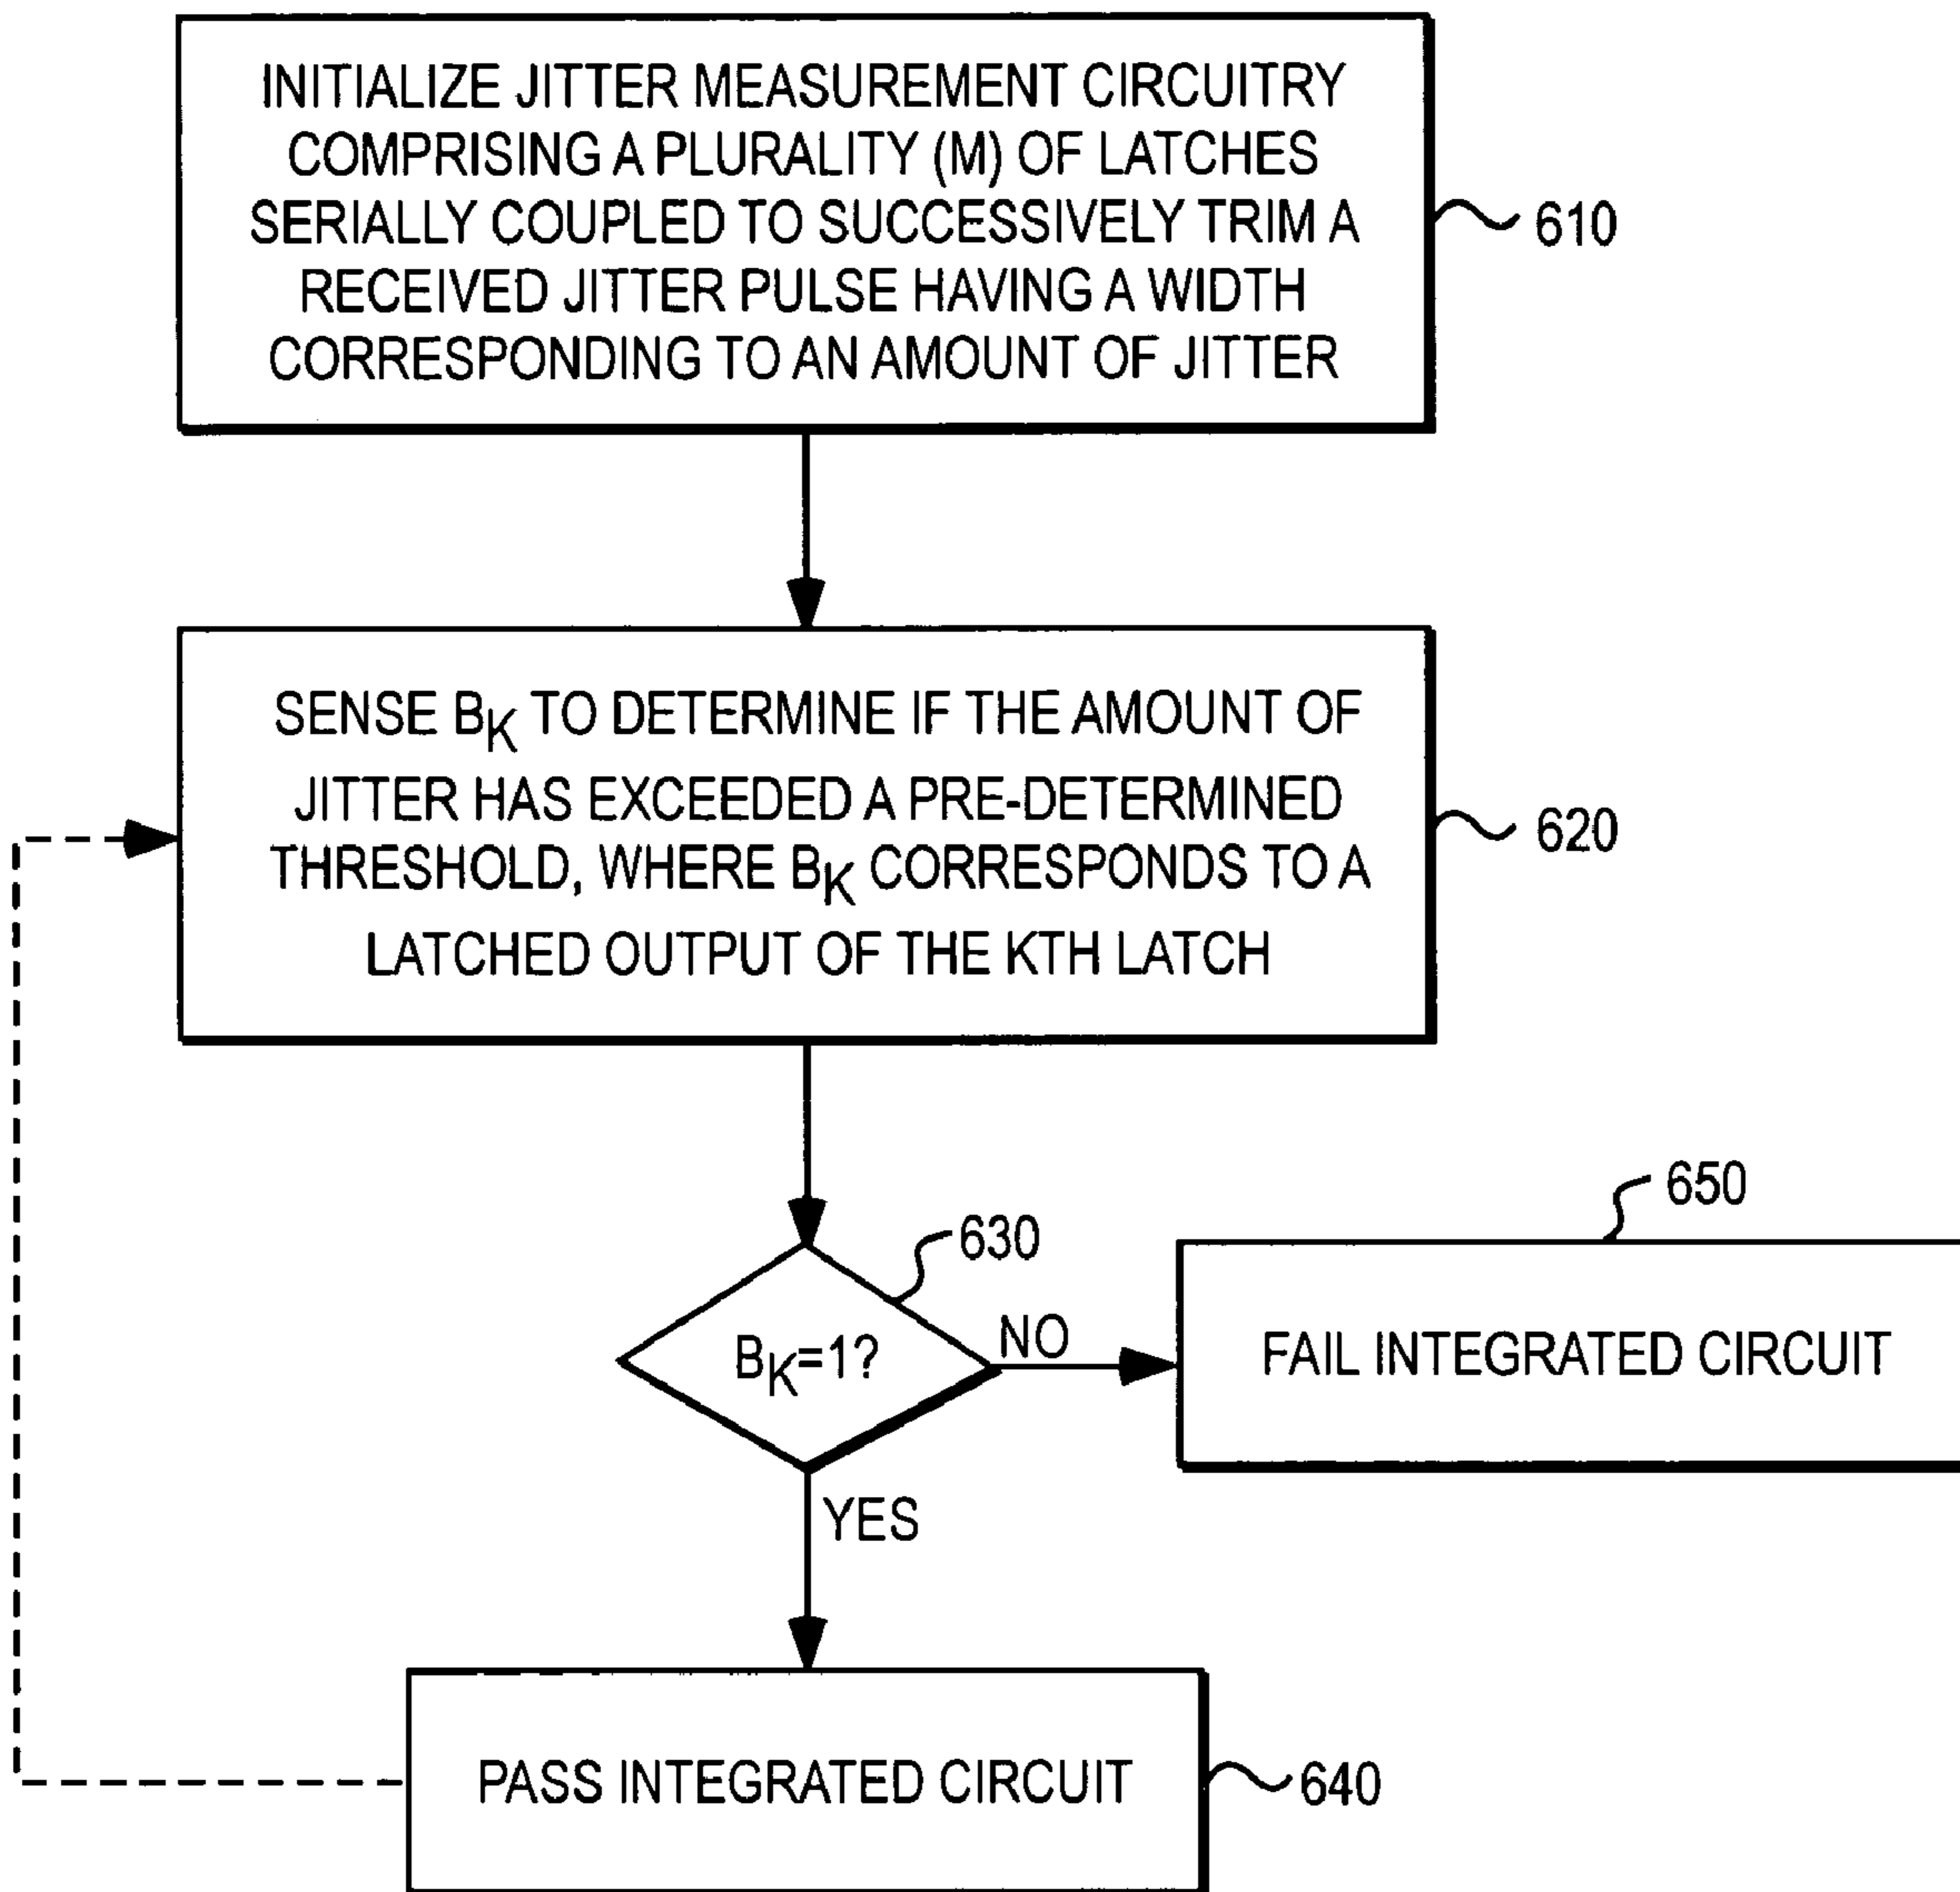 INITIALIZE JITTER MEASUREMENT CIRCUITRY
COMPRISING A PLURALITY (M) OF LATCHES
SERIALLY COUPLED TO SUCCESSIVELY TRIM A
RECEIVED JITTER PULSE HAVING A WIDTH
CORRESPONDING TO AN AMOUNT OF JITTER
610
SENSE BK TO DETERMINE IF THE AMOUNT OF
JITTER HAS EXCEEDED A PRE-DETERMINED
THRESHOLD, WHERE BK CORRESPONDS TO A
LATCHED OUTPUT OF THE KTH LATCH
620
630
BK=1?
NO
650
FAIL INTEGRATED CIRCUIT
YES
PASS INTEGRATED CIRCUIT
640